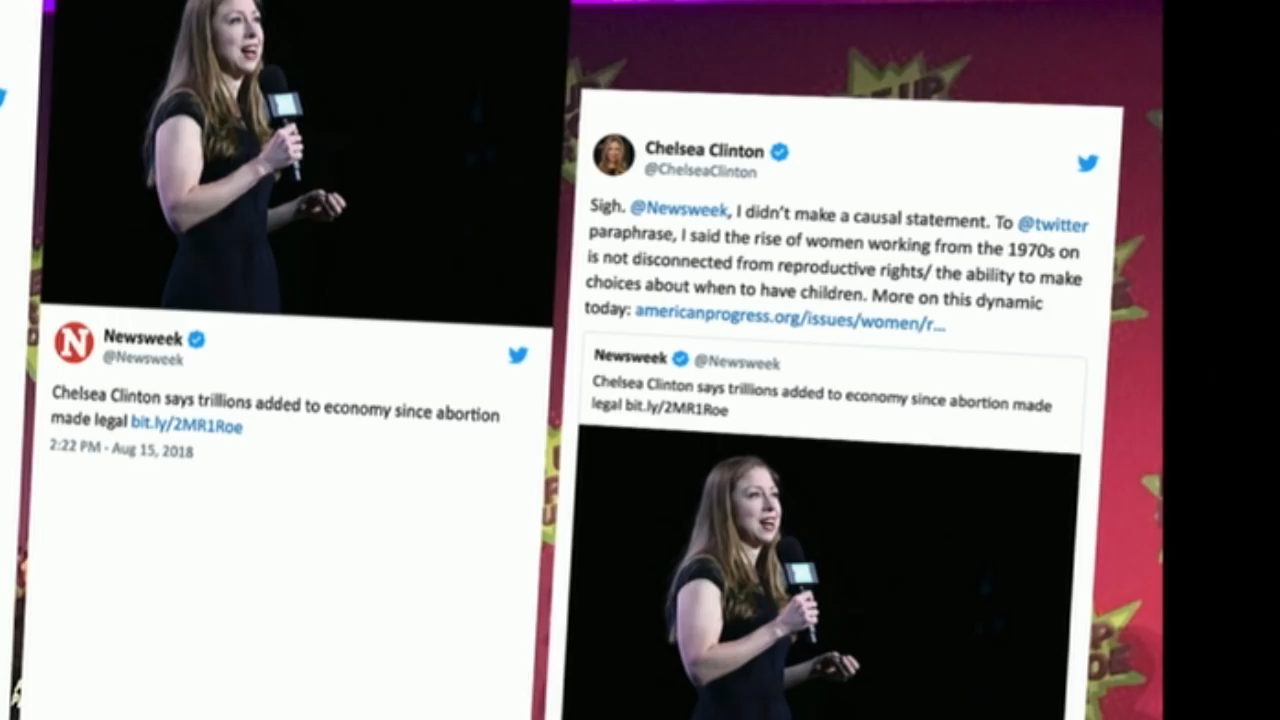 Newsweek
@Newsweek
Chelsea Clinton says trillions added to economy since abortion
made legal bit.ly/2MR1Roe
2:22 PM - Aug 15, 2018
Chelsea Clinton
@ChelseaClinton
Sigh. @Newsweek, I didn't make a causal statement. To @twitter
paraphrase, I said the rise of women working from the 1970s on
is not disconnected from reproductive rights/ the ability to make
choices about when to have children. More on this dynamic
today: americanprogress.org/issues/women/r...
Newsweek @Newsweek
Chelsea Clinton says trillions added to economy since abortion made
legal bit.ly/2MR1Roe